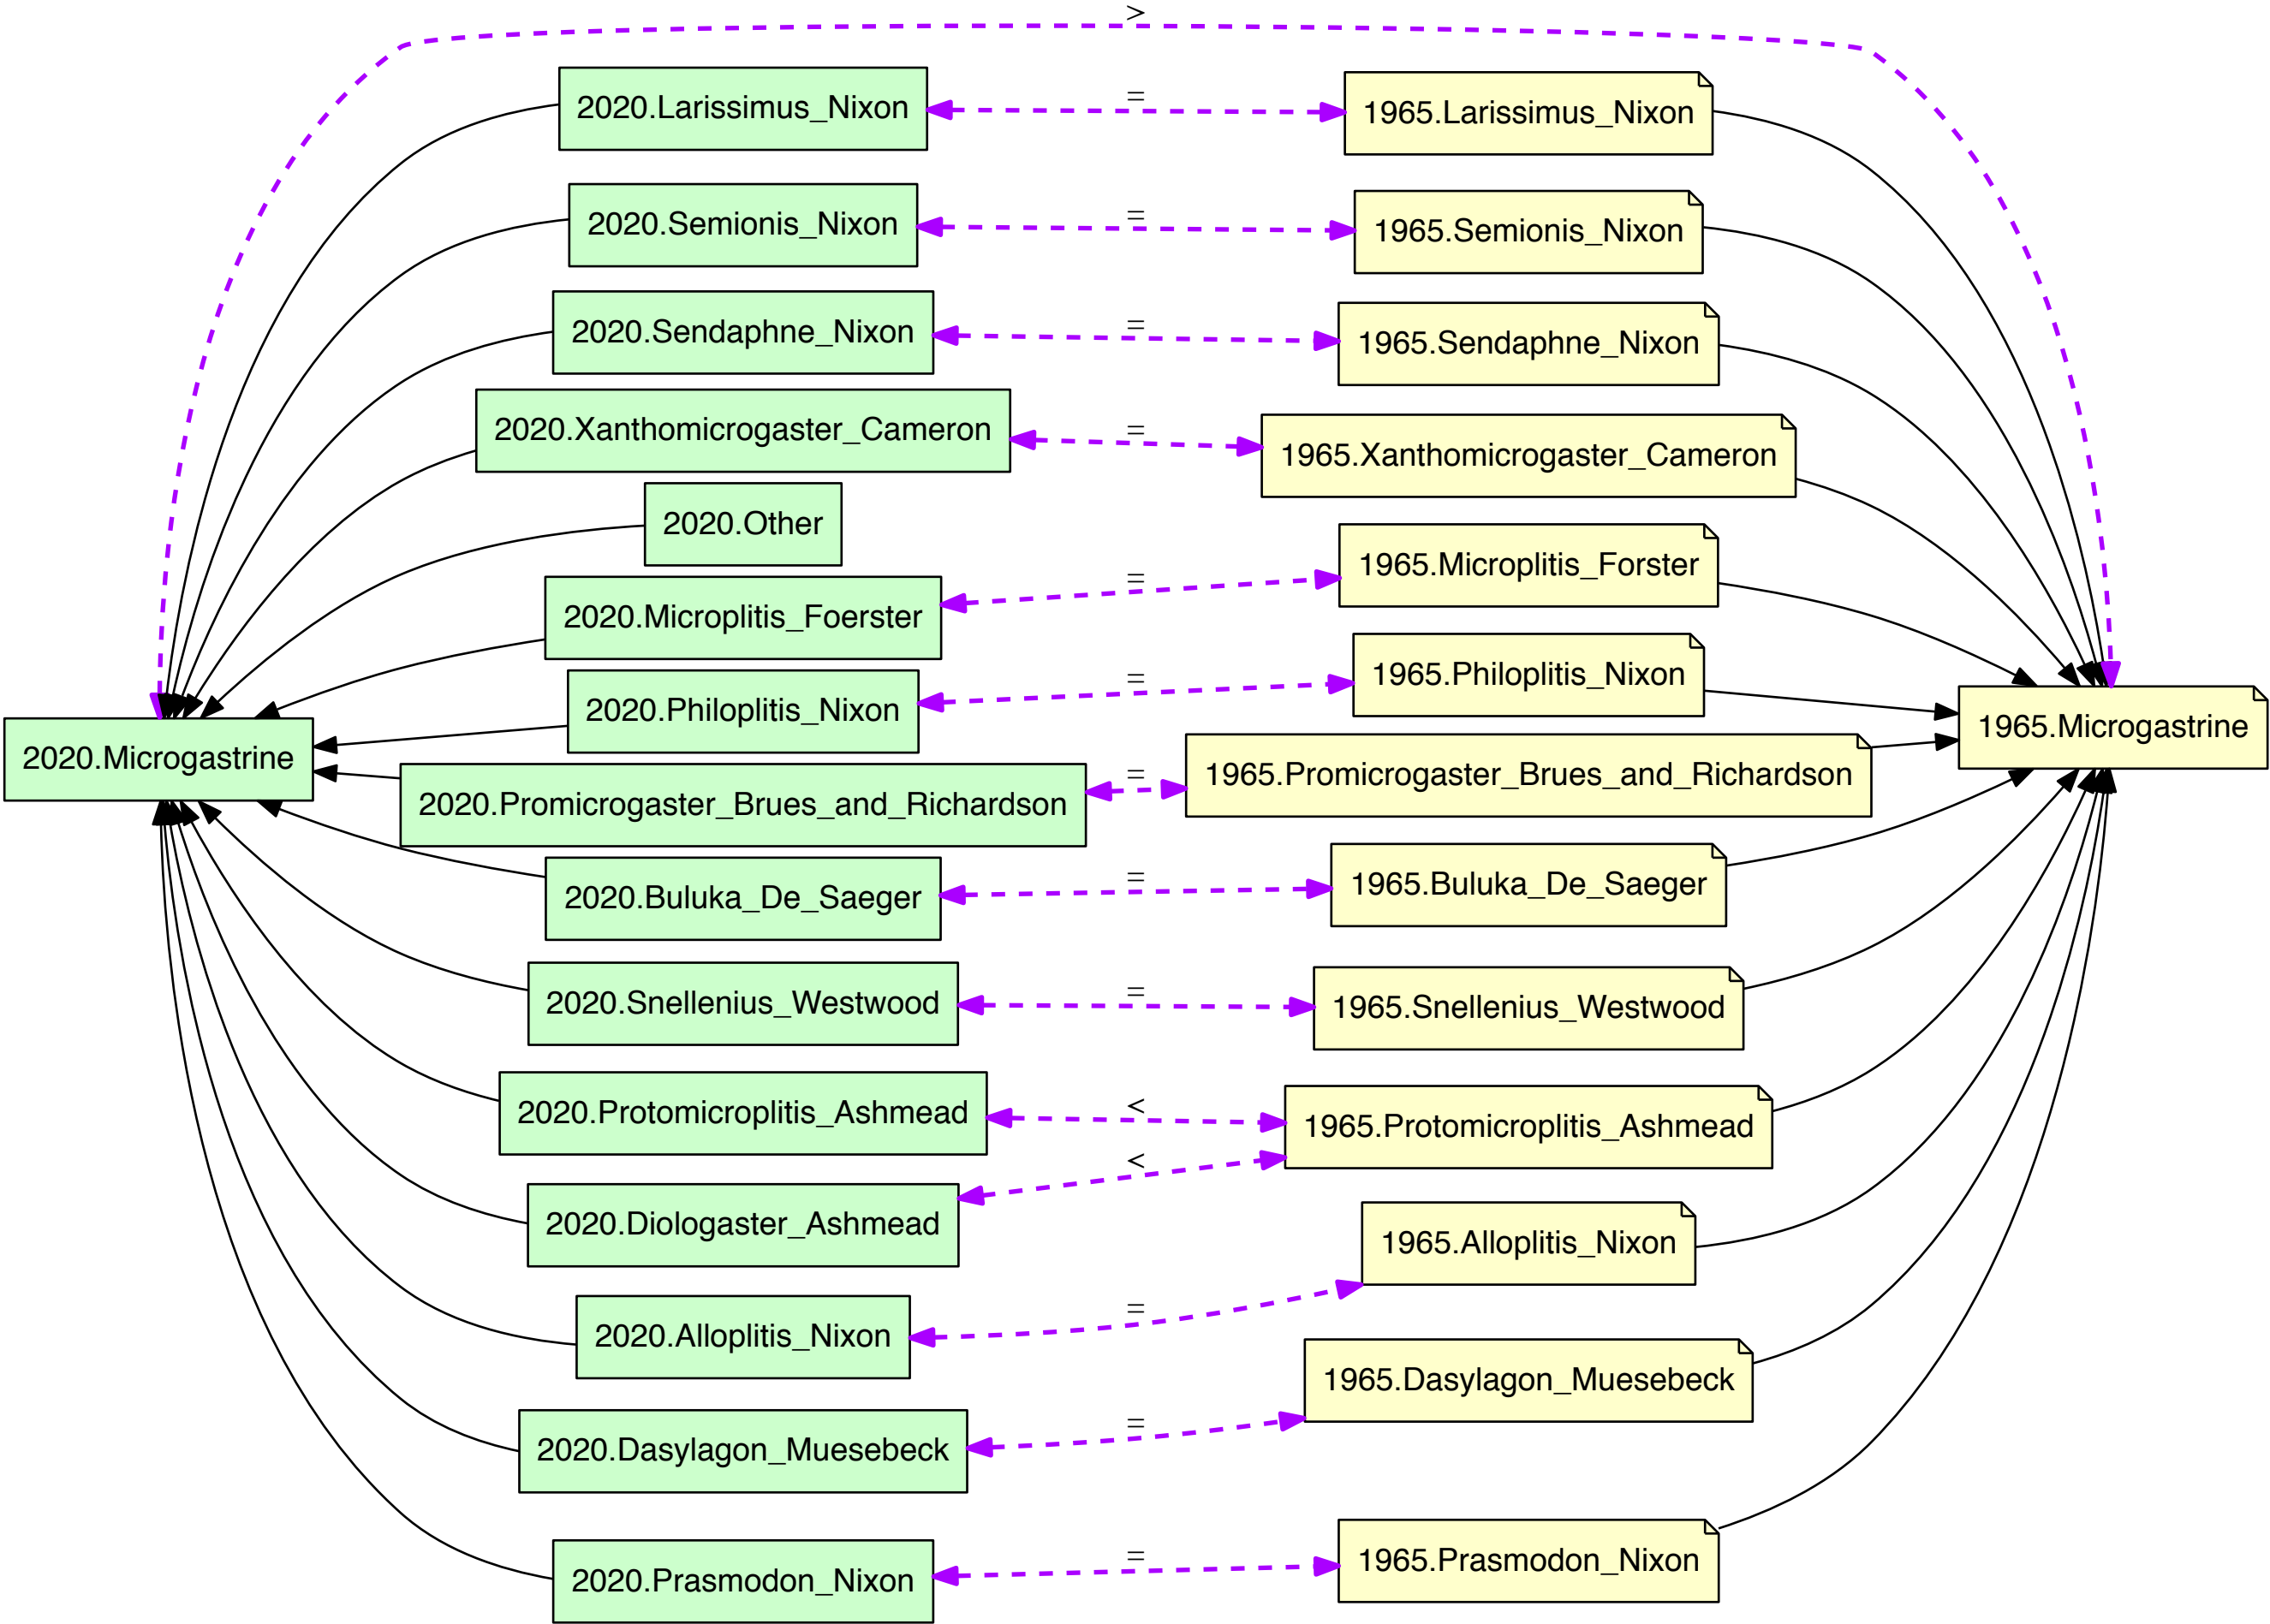 >
2020.Larissimus_Nixon
=
1965.Larissimus_Nixon
2020.Semionis_Nixon
=
1965.Semionis_Nixon
2020.Sendaphne_Nixon
=
1965.Sendaphne_Nixon
2020.Xanthomicrogaster_Cameron
=
1965.Xanthomicrogaster_Cameron
2020.Other
2020.Microplitis_Foerster
=
1965.Microplitis_Forster
2020.Philoplitis_Nixon
=
1965.Philoplitis_Nixon
2020.Microgastrine
1965.Microgastrine
2020.Promicrogaster_Brues_and_Richardson
=
1965.Promicrogaster_Brues_and_Richardson
2020.Buluka_De_Saeger
=
1965.Buluka_De_Saeger
2020.Snellenius_Westwood
=
1965.Snellenius_Westwood
2020.Protomicroplitis_Ashmead
<
1965.Protomicroplitis_Ashmead
<
2020.Diologaster_Ashmead
1965.Alloplitis_Nixon
2020.Alloplitis_Nixon
=
1965.Dasylagon_Muesebeck
2020.Dasylagon_Muesebeck
=
2020.Prasmodon_Nixon
=
1965.Prasmodon_Nixon